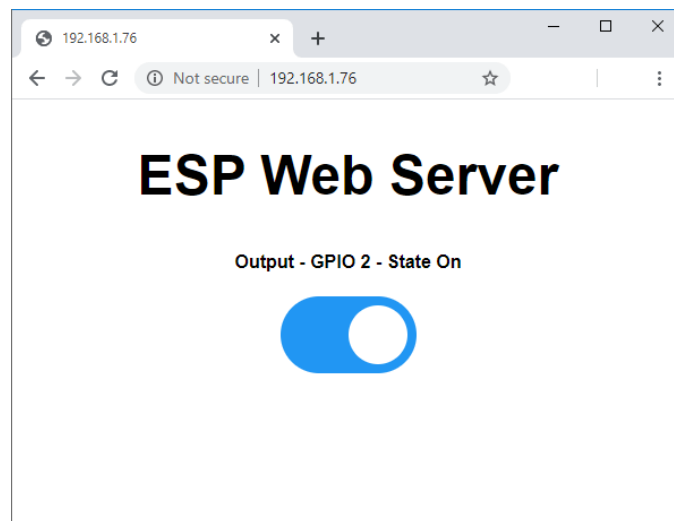 192.168.1.76
Not secure | 192.168.1.76
ESP Web Server
Output - GPIO 2 - State On